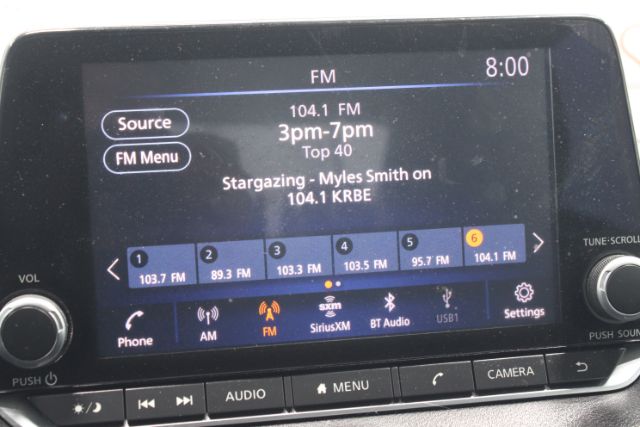 FM
8:00
104.1 FM
Source
3pm-7pm
FM Menu
Top 40
Stargazing - Myles Smith on
104.1 KRBE
1 2 3 4 5 6
103.7 FM 89.3 FM 103.3 FM 103.5 FM 95.7 FM 104.1 FM
VOL
TUNE·SCROLL
sxm
Phone AM FM SiriusXM BT Audio USB1 Settings
PUSH
PUSH SOUN
AUDIO MENU CAMERA